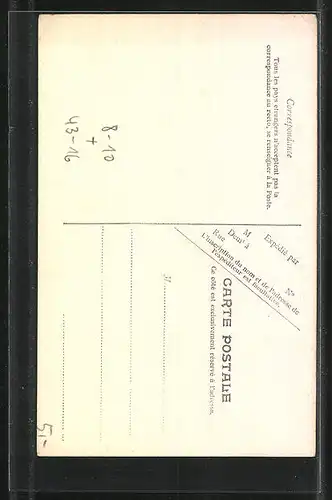 Correspondance
Tous les pays étrangers n'acceptent pas la
correspondance au recto, se renseigner à la Poste.
Expédié par
M
Demt à
Rue
No
L'inscription du nom et de l'adresse de
l'expéditeur est facultative.
CARTE POSTALE
Ce côté est exclusivement réservé à l'adresse.
M
8-10
+
43-16
5,-